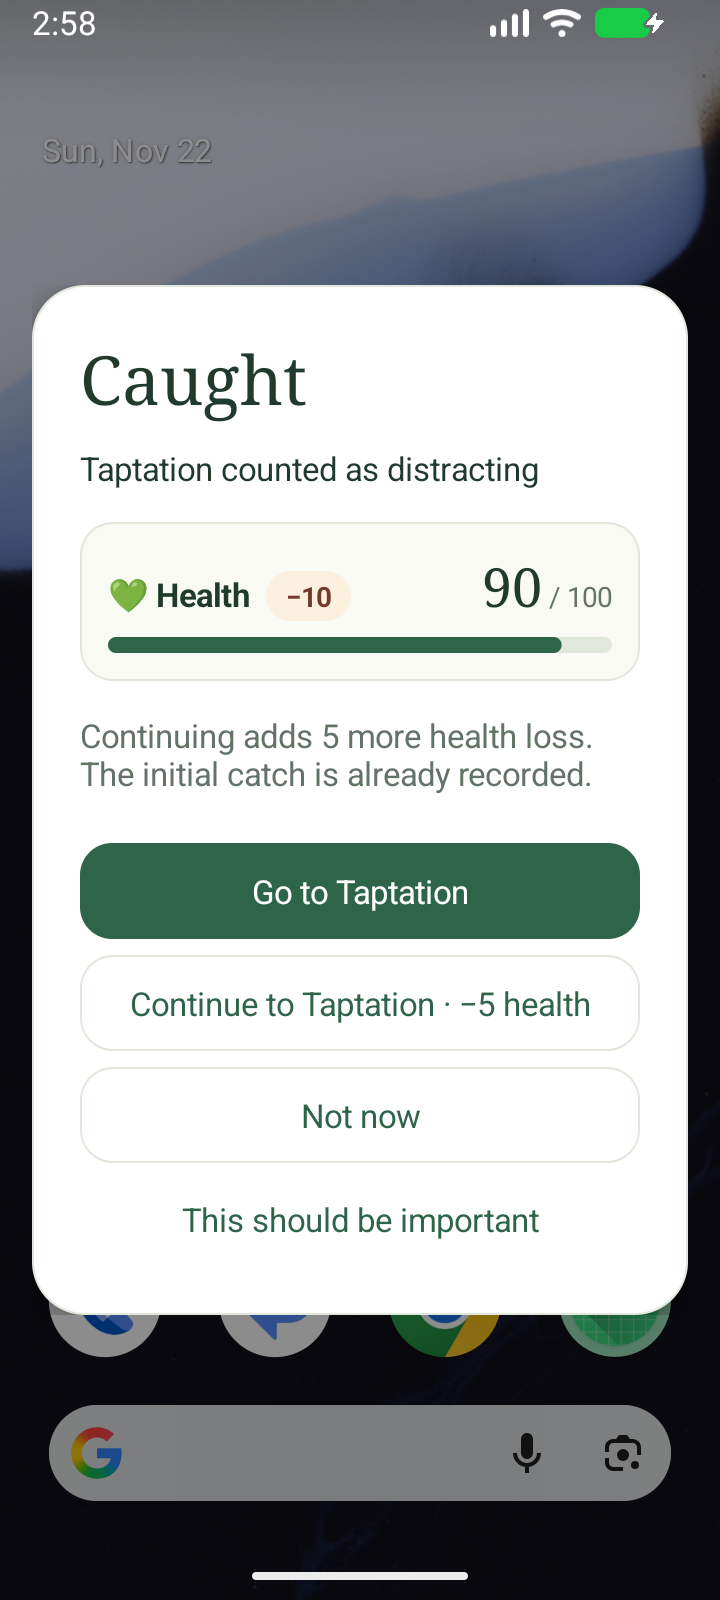 2:58
Sun, Nov 22
Caught
Taptation counted as distracting
💚 Health −10 90 / 100
Continuing adds 5 more health loss.
The initial catch is already recorded.
Go to Taptation
Continue to Taptation · −5 health
Not now
This should be important